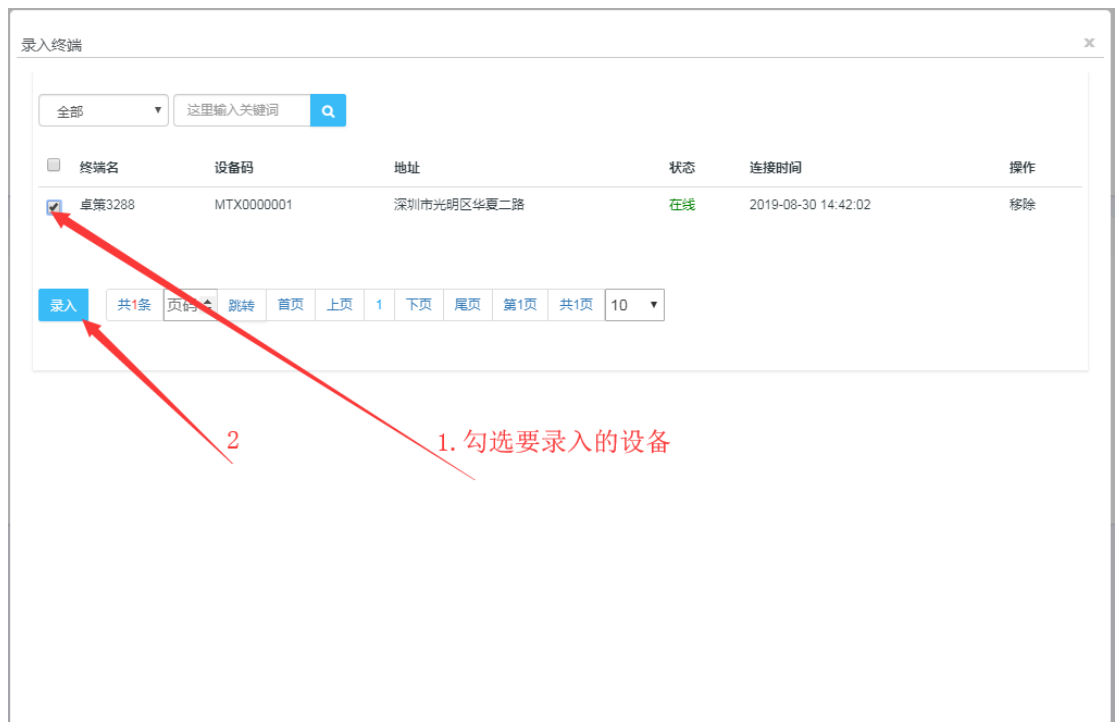 录入终端 x
全部 这里输入关键词
终端名 设备码 地址 状态 连接时间 操作
卓策3288 MTX0000001 深圳市光明区华夏二路 在线 2019-08-30 14:42:02 移除
录入 共1条 页码 跳转 首页 上页 1 下页 尾页 第1页 共1页 10
2 1.勾选要录入的设备